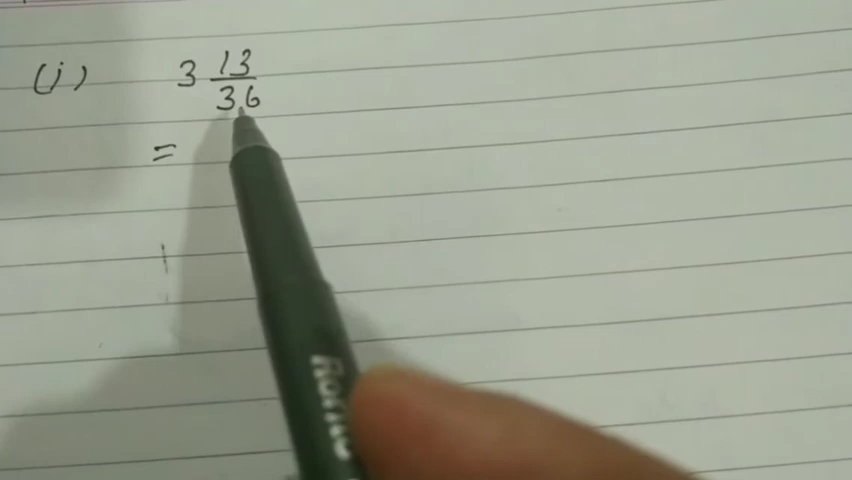 (j) 3 13/36
=